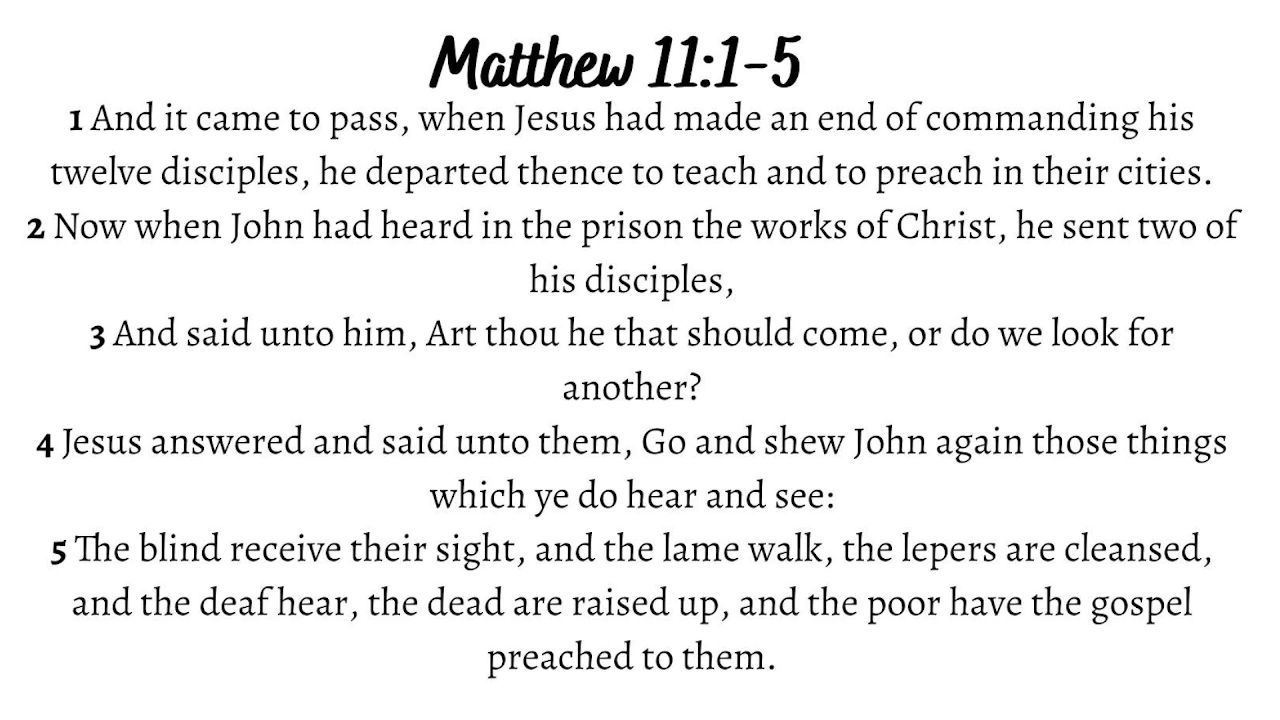 Matthew 11:1-5
1 And it came to pass, when Jesus had made an end of commanding his
twelve disciples, he departed thence to teach and to preach in their cities.
2 Now when John had heard in the prison the works of Christ, he sent two of
his disciples,
3 And said unto him, Art thou he that should come, or do we look for
another?
4 Jesus answered and said unto them, Go and shew John again those things
which ye do hear and see:
5 The blind receive their sight, and the lame walk, the lepers are cleansed,
and the deaf hear, the dead are raised up, and the poor have the gospel
preached to them.